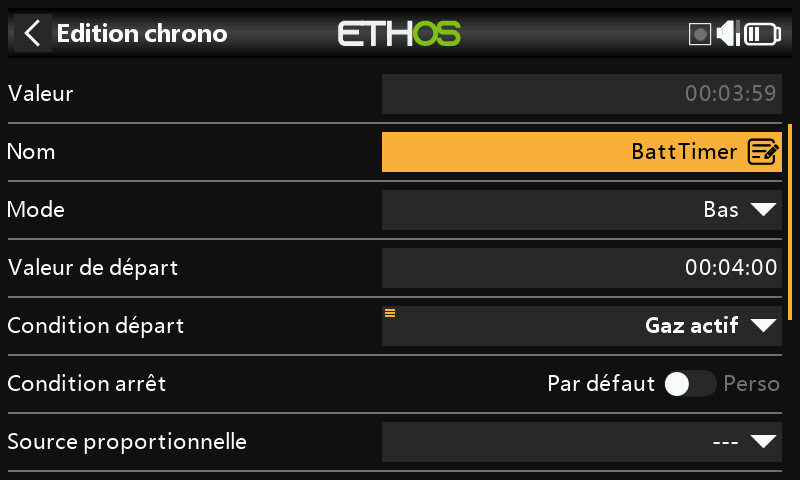 Edition chrono ETHOS
Valeur 00:03:59
Nom BattTimer
Mode Bas
Valeur de départ 00:04:00
Condition départ Gaz actif
Condition arrêt Par défaut Perso
Source proportionnelle ---